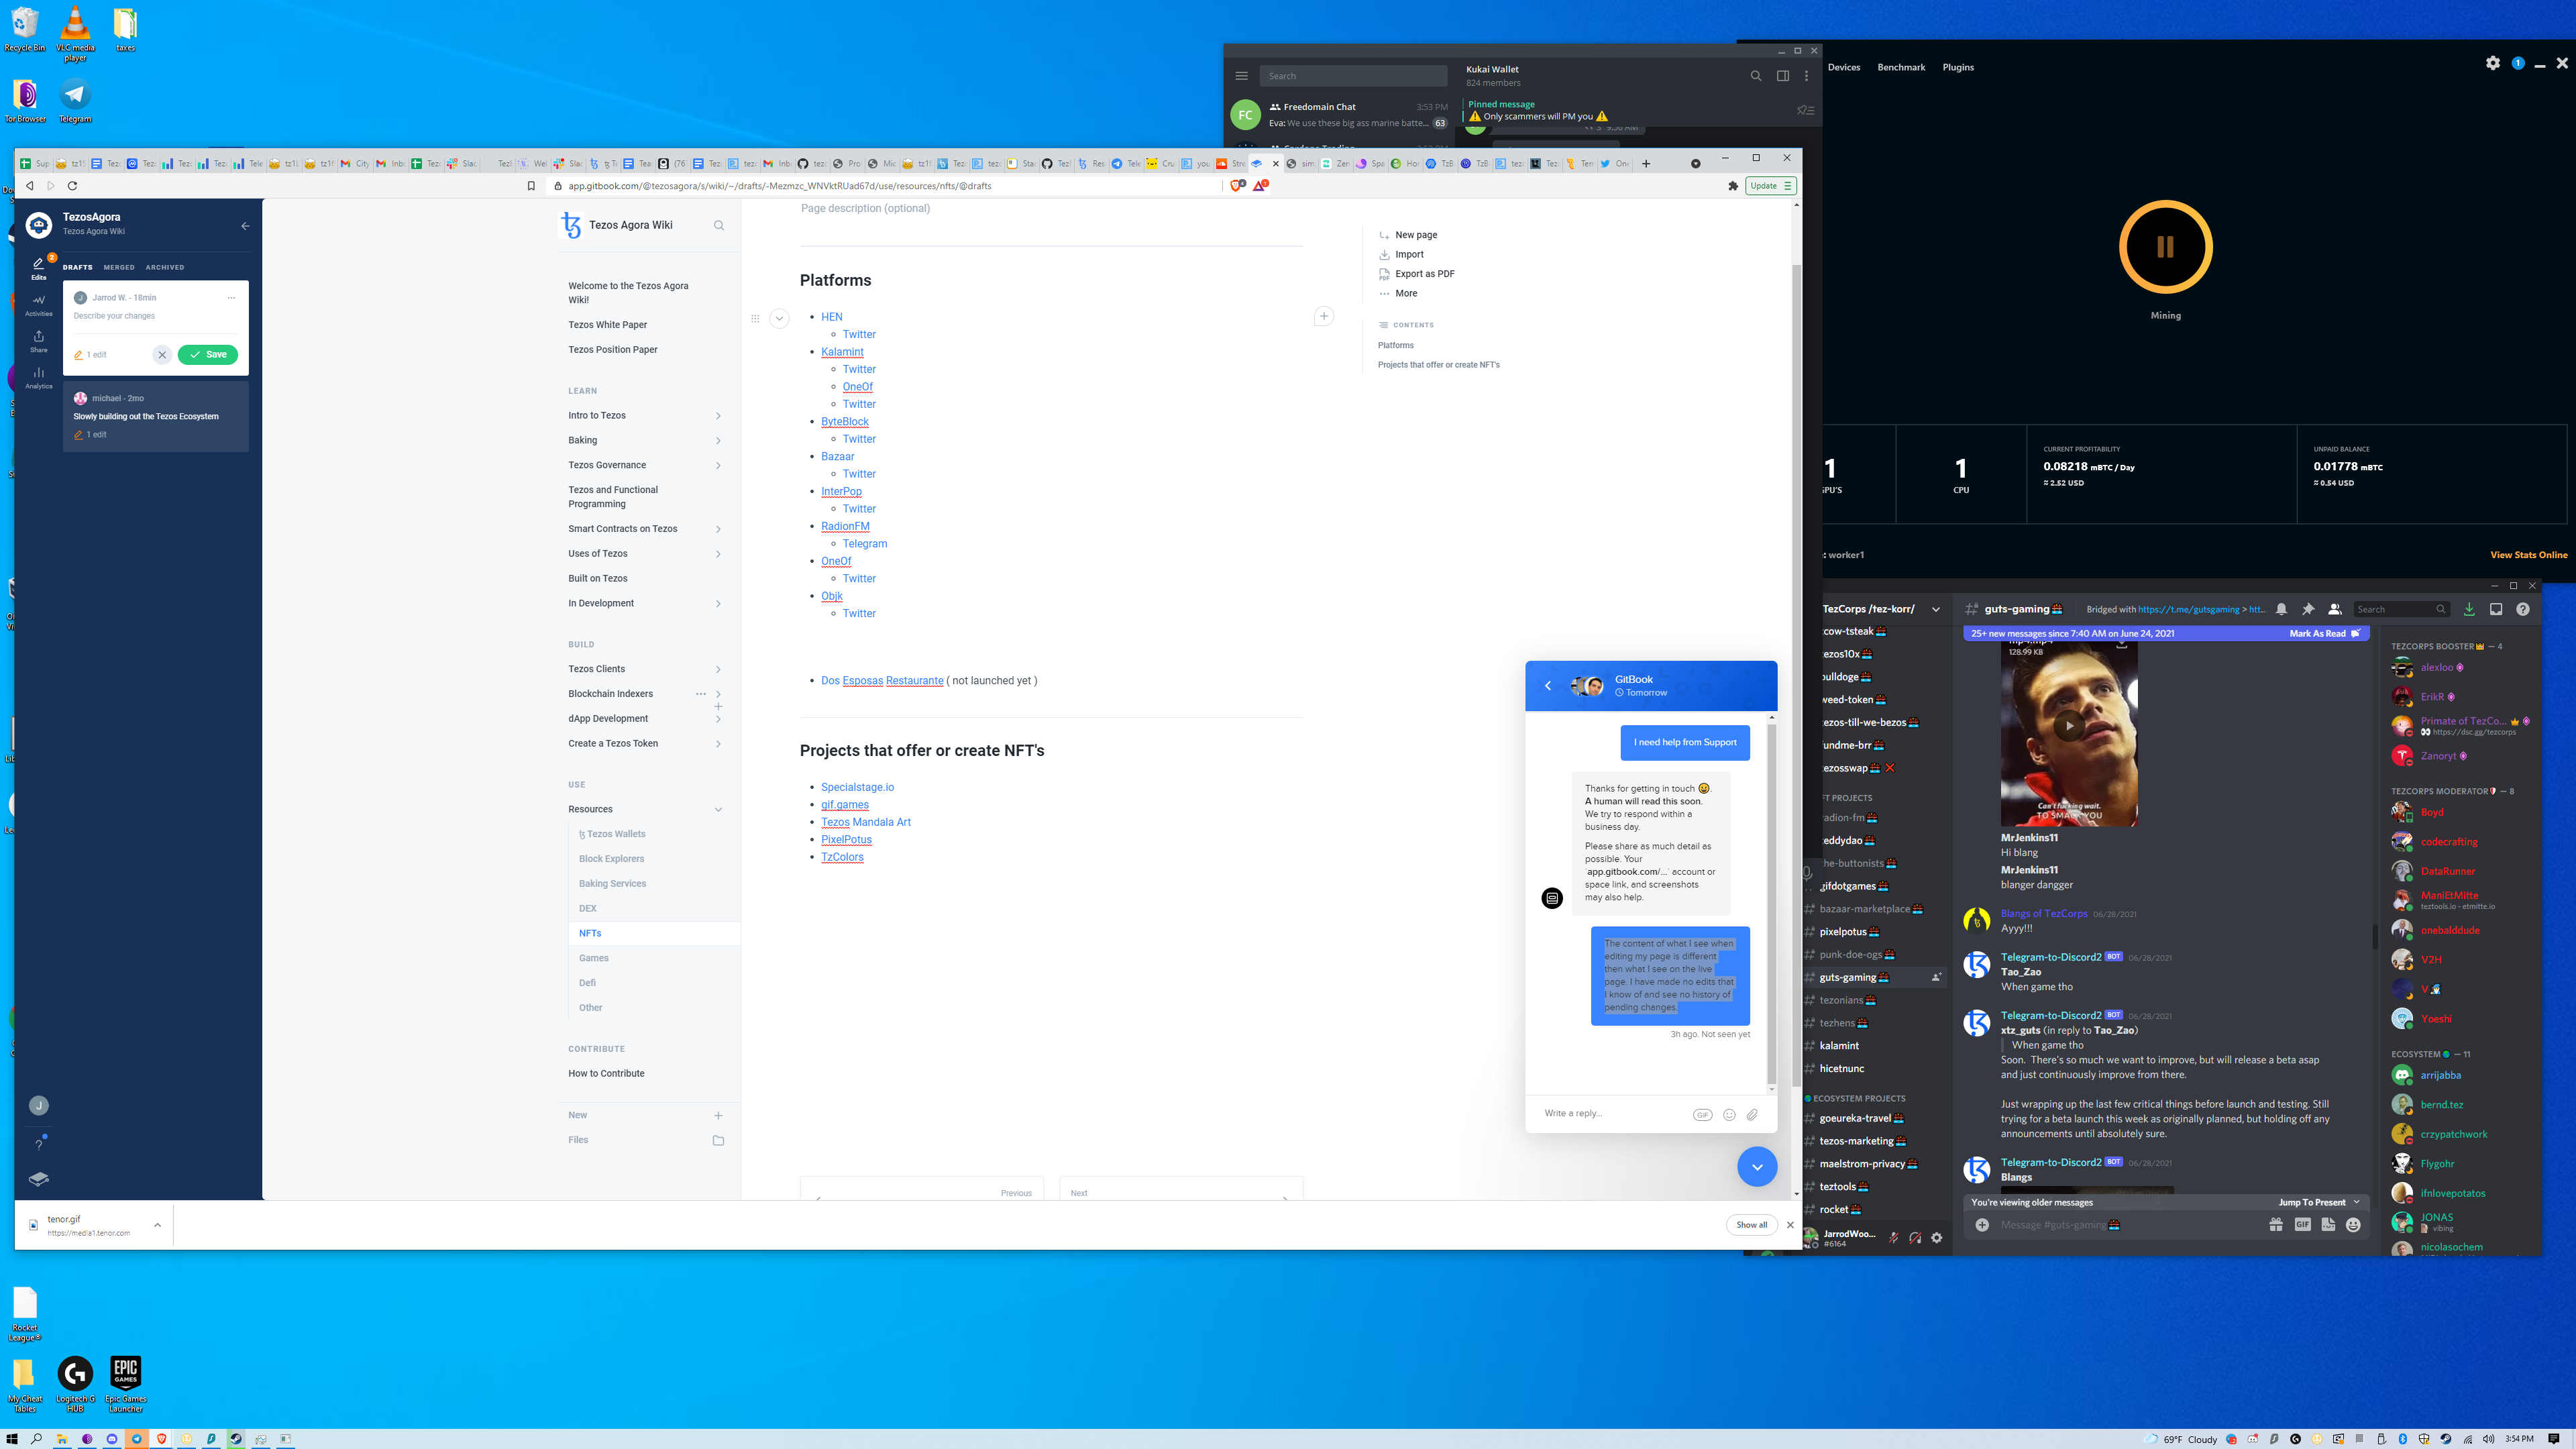 Recycle Bin
VLC media player
taxes
Tor Browser
Telegram
Rocket League®
My Cheat Tables
Logitech G HUB
Epic Games Launcher
Search
Freedomain Chat
3:53 PM
Eva: We use these big ass marine batte...
63
Kukai Wallet
824 members
Pinned message
⚠️ Only scammers will PM you ⚠️
Devices
Benchmark
Plugins
1
Mining
1
GPU'S
1
CPU
CURRENT PROFITABILITY
0.08218 mBTC / Day
≈ 2.52 USD
UNPAID BALANCE
0.01778 mBTC
≈ 0.54 USD
worker1
View Stats Online
app.gitbook.com/@tezosagora/s/wiki/~/drafts/-Mezmzc_WNVktRUad67d/use/resources/nfts/@drafts
Update
TezosAgora
Tezos Agora Wiki
2
Edits
Activities
Share
Analytics
DRAFTS
MERGED
ARCHIVED
J
Jarrod W. - 18min
Describe your changes
1 edit
Save
michael - 2mo
Slowly building out the Tezos Ecosystem
1 edit
J
Tezos Agora Wiki
Welcome to the Tezos Agora Wiki!
Tezos White Paper
Tezos Position Paper
LEARN
Intro to Tezos
Baking
Tezos Governance
Tezos and Functional Programming
Smart Contracts on Tezos
Uses of Tezos
Built on Tezos
In Development
BUILD
Tezos Clients
Blockchain Indexers
dApp Development
Create a Tezos Token
USE
Resources
ꜩ Tezos Wallets
Block Explorers
Baking Services
DEX
NFTs
Games
Defi
Other
CONTRIBUTE
How to Contribute
New
Files
Page description (optional)
Platforms
HEN
Twitter
Kalamint
Twitter
OneOf
Twitter
ByteBlock
Twitter
Bazaar
Twitter
InterPop
Twitter
RadionFM
Telegram
OneOf
Twitter
Objk
Twitter
Dos Esposas Restaurante ( not launched yet )
Projects that offer or create NFT's
Specialstage.io
gif.games
Tezos Mandala Art
PixelPotus
TzColors
Previous
Next
New page
Import
Export as PDF
More
CONTENTS
Platforms
Projects that offer or create NFT's
GitBook
Tomorrow
I need help from Support
Thanks for getting in touch 😀.
A human will read this soon.
We try to respond within a
business day.
Please share as much detail as
possible. Your
`app.gitbook.com/...` account or
space link, and screenshots
may also help.
The content of what I see when
editing my page is different
then what I see on the live
page. I have made no edits that
I know of and see no history of
pending changes.
3h ago. Not seen yet
Write a reply...
GIF
tenor.gif
https://media1.tenor.com
Show all
TezCorps /tez-korr/
cow-tsteak
tezos10x
bulldoge
weed-token
tezos-till-we-bezos
fundme-brr
tezosswap
radion-fm
teddydao
the-buttonists
gifdotgames
bazaar-marketplace
pixelpotus
punk-doe-ogs
guts-gaming
tezonians
tezhens
kalamint
hicetnunc
ECOSYSTEM PROJECTS
goeureka-travel
tezos-marketing
maelstrom-privacy
teztools
rocket
JarrodWoo...
#6164
guts-gaming
Bridged with https://t.me/gutsgaming > htt...
Search
25+ new messages since 7:40 AM on June 24, 2021
Mark As Read
128.99 KB
Can't fucking wait.
MrJenkins11
Hi blang
MrJenkins11
blanger dangger
Blangs of TezCorps 06/28/2021
Ayyy!!!
Telegram-to-Discord2 BOT 06/28/2021
Tao_Zao
When game tho
Telegram-to-Discord2 BOT 06/28/2021
xtz_guts (in reply to Tao_Zao)
When game tho
Soon. There's so much we want to improve, but will release a beta asap
and just continuously improve from there.
Just wrapping up the last few critical things before launch and testing. Still
trying for a beta launch this week as originally planned, but holding off any
announcements until absolutely sure.
Telegram-to-Discord2 BOT 06/28/2021
Blangs
You're viewing older messages
Jump To Present
Message #guts-gaming
GIF
TEZCORPS BOOSTER — 4
alexloo
ErikR
Primate of TezCo...
https://dsc.gg/tezcorps
Zanoryt
TEZCORPS MODERATOR — 8
Boyd
codecrafting
DataRunner
ManiEtMitte
teztools.io - etmitte.io
onebalddude
V2H
V
Yoeshi
ECOSYSTEM — 11
arrijabba
bernd.tez
crzypatchwork
Flygohr
ifnlovepotatos
JONAS
vibing
nicolasochem
69°F Cloudy
3:54 PM